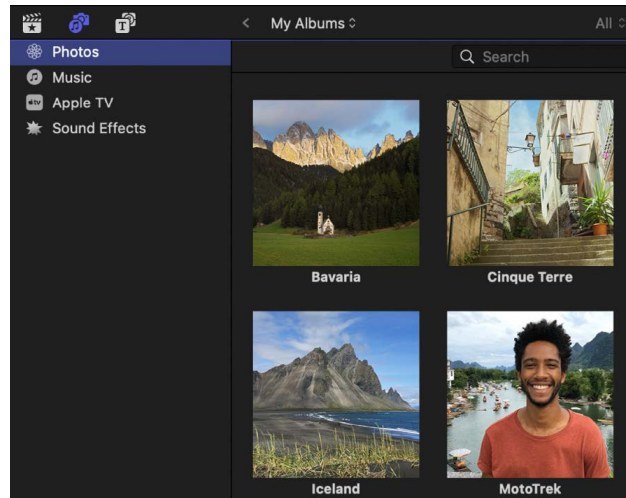 My Albums
All
Photos
Search
Music
Apple TV
Sound Effects
Bavaria
Cinque Terre
Iceland
MotoTrek